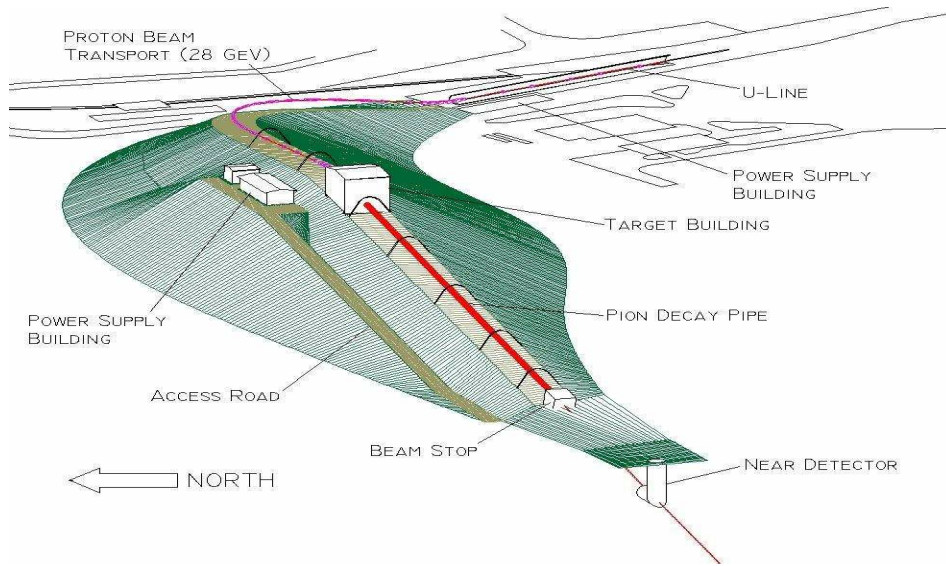 PROTON BEAM
TRANSPORT (28 GEV)
U-LINE
POWER SUPPLY
BUILDING
TARGET BUILDING
PION DECAY PIPE
POWER SUPPLY
BUILDING
ACCESS ROAD
BEAM STOP
NEAR DETECTOR
NORTH